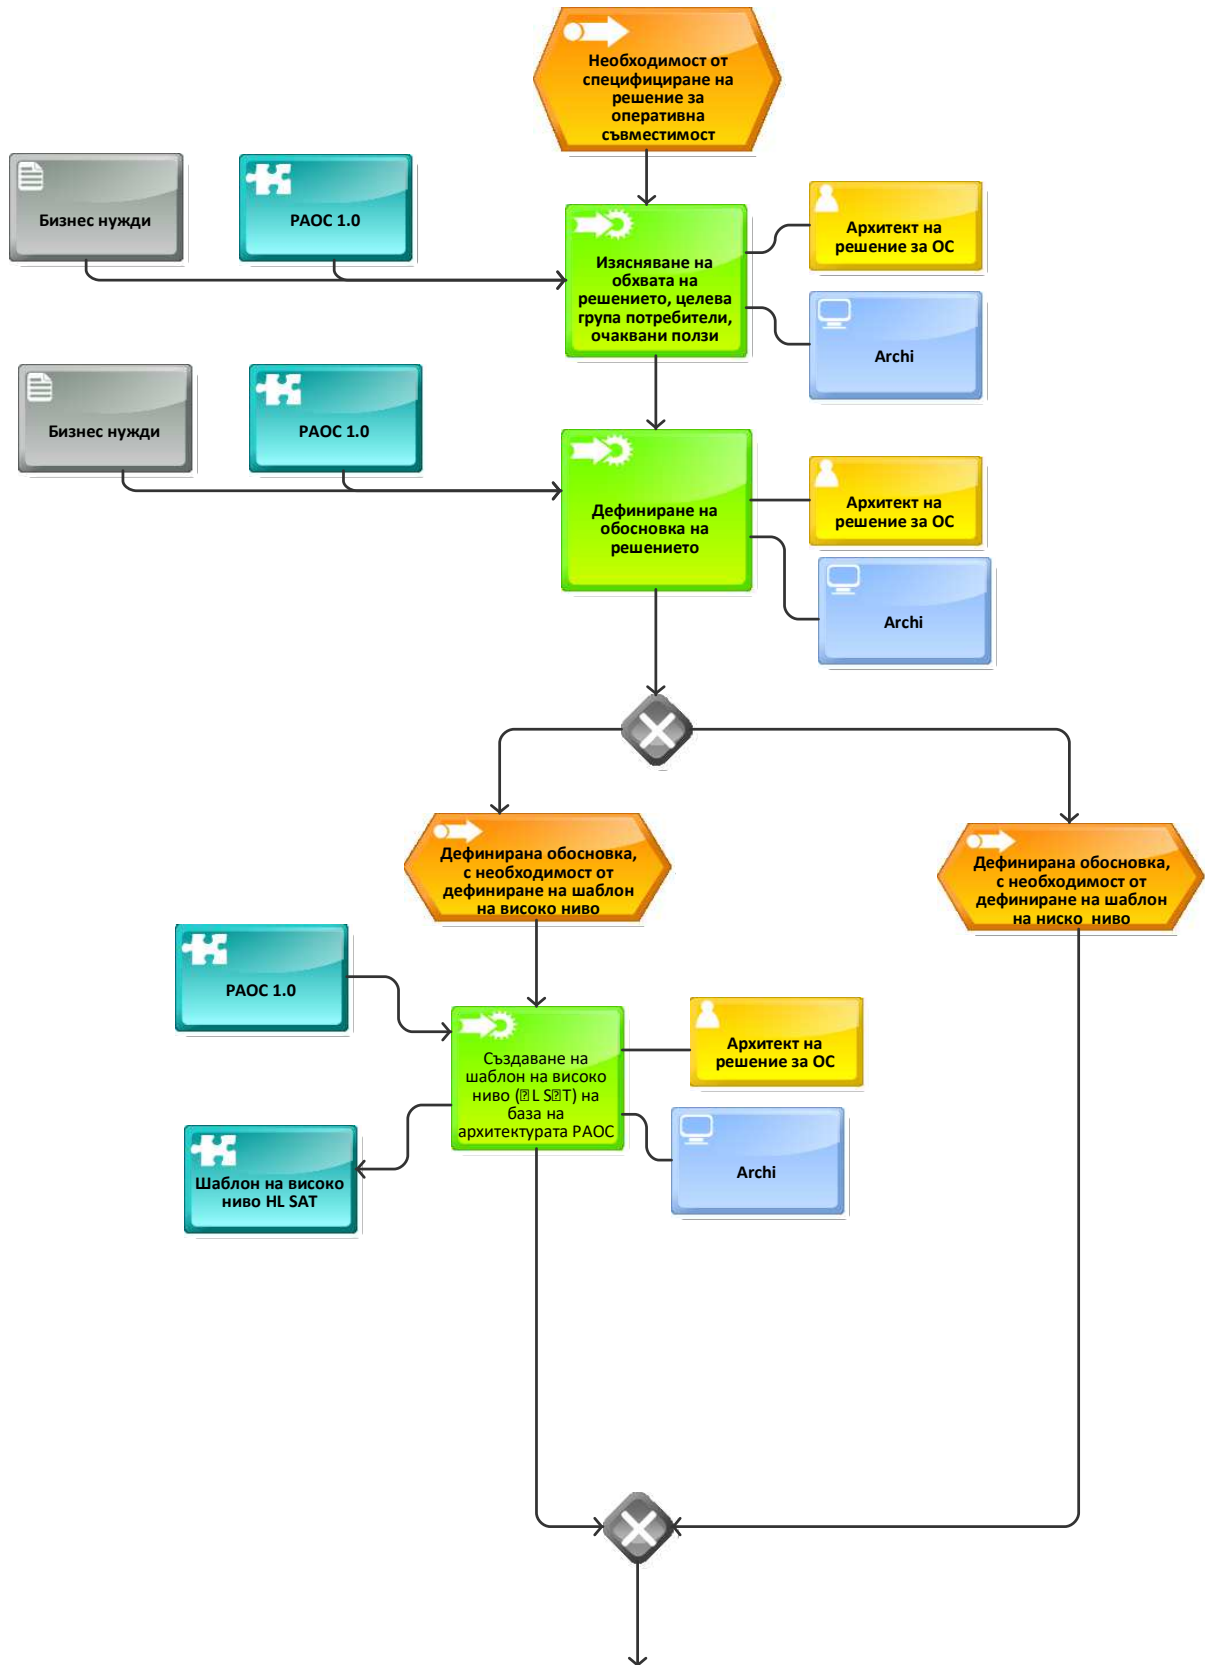 Необходимост от
специфициране на
решение за
оперативна
съвместимост
Бизнес нужди
РАОС 1.0
Изясняване на
обхвата на
решението, целева
група потребители,
очаквани ползи
Архитект на
решение за ОС
Archi
Бизнес нужди
РАОС 1.0
Дефиниране на
обосновка на
решението
Архитект на
решение за ОС
Archi
Дефинирана обосновка,
с необходимост от
дефиниране на шаблон
на високо ниво
Дефинирана обосновка,
с необходимост от
дефиниране на шаблон
на ниско ниво
РАОС 1.0
Създаване на
шаблон на високо
ниво (⍰L S⍰T) на
база на
архитектурата РАОС
Архитект на
решение за ОС
Archi
Шаблон на високо
ниво HL SAT